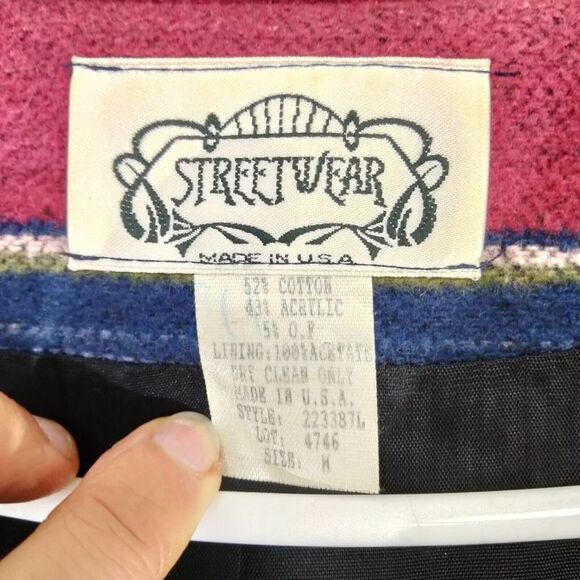 STREETWEAR
MADE IN U.S.A.
52% COTTON
43% ACRYLIC
5% O.F
LINING:100%ACETATE
DRY CLEAN ONLY
MADE IN U.S.A.
STYLE: 223387L
LOT: 4746
SIZE: M